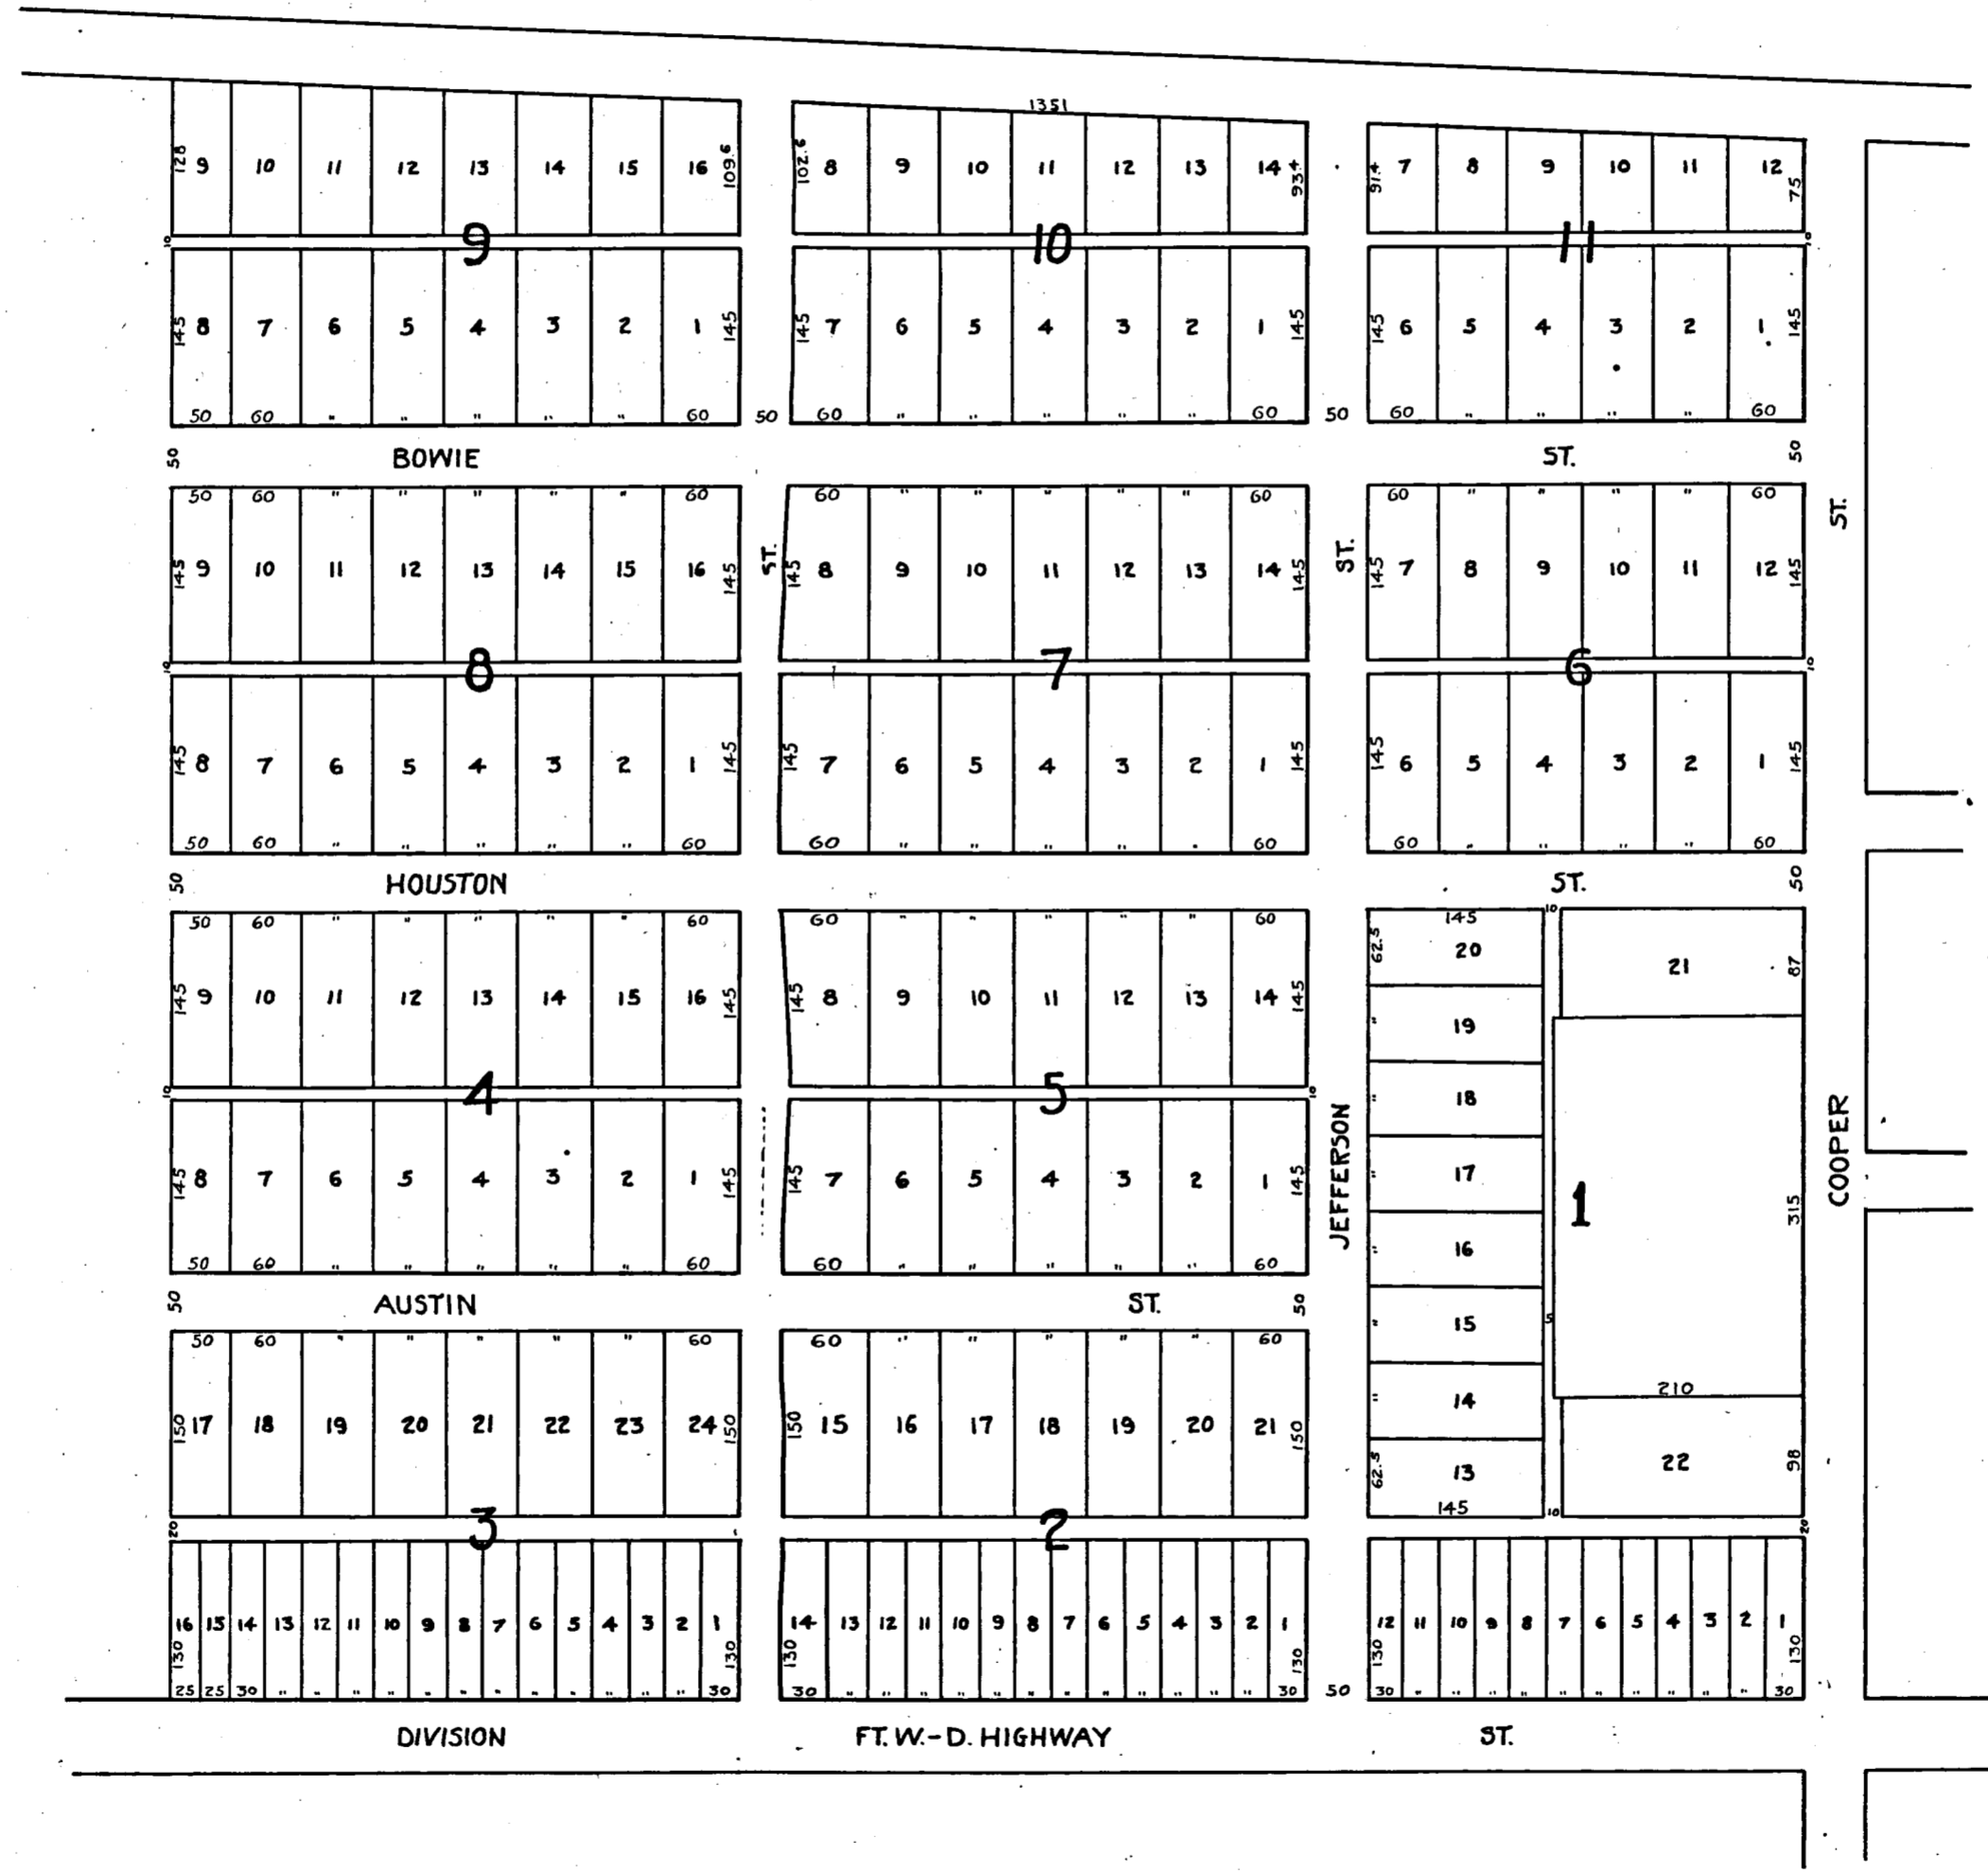 1351
128 9 10 11 12 13 14 15 16 109.6 102.6 8 9 10 11 12 13 14 93.4 91.4 7 8 9 10 11 12 75
10 9 10 11 10
145 8 7 6 5 4 3 2 1 145 145 7 6 5 4 3 2 1 145 145 6 5 4 3 2 1 145
50 60 " " " " " 60 50 60 " " " " " 60 50 60 " " " " 60
50 BOWIE ST. 50
50 60 " " " " " 60 60 " " " " " 60 60 " " " " 60
ST. ST. ST.
145 9 10 11 12 13 14 15 16 145 145 8 9 10 11 12 13 14 145 145 7 8 9 10 11 12 145
10 8 7 6 10
145 8 7 6 5 4 3 2 1 145 145 7 6 5 4 3 2 1 145 145 6 5 4 3 2 1 145
50 60 " " " " " 60 60 " " " " " 60 60 " " " " 60
50 HOUSTON ST. 50
50 60 " " " " " 60 60 " " " " " 60 145 10
62.5 20
21 87
145 9 10 11 12 13 14 15 16 145 145 8 9 10 11 12 13 14 145
" 19
10 4 5 10
" 18
JEFFERSON COOPER
145 8 7 6 5 4 3 2 1 145 145 7 6 5 4 3 2 1 145
" 17
1 315
" 16
50 60 " " " " " 60 60 " " " " " 60
50 AUSTIN ST. 50
" 15 5
50 60 " " " " " 60 60 " " " " " 60
210
" 14
150 17 18 19 20 21 22 23 24 150 150 15 16 17 18 19 20 21 150
62.5 13 22 98
145 10
20 3 2 20
16 15 14 13 12 11 10 9 8 7 6 5 4 3 2 1 14 13 12 11 10 9 8 7 6 5 4 3 2 1 12 11 10 9 8 7 6 5 4 3 2 1
130 130 130 130 130 130
25 25 30 " " " " " " " " " " " " 30 30 " " " " " " " " " " " " 30 50 30 " " " " " " " " " " 30
DIVISION FT. W.-D. HIGHWAY ST.